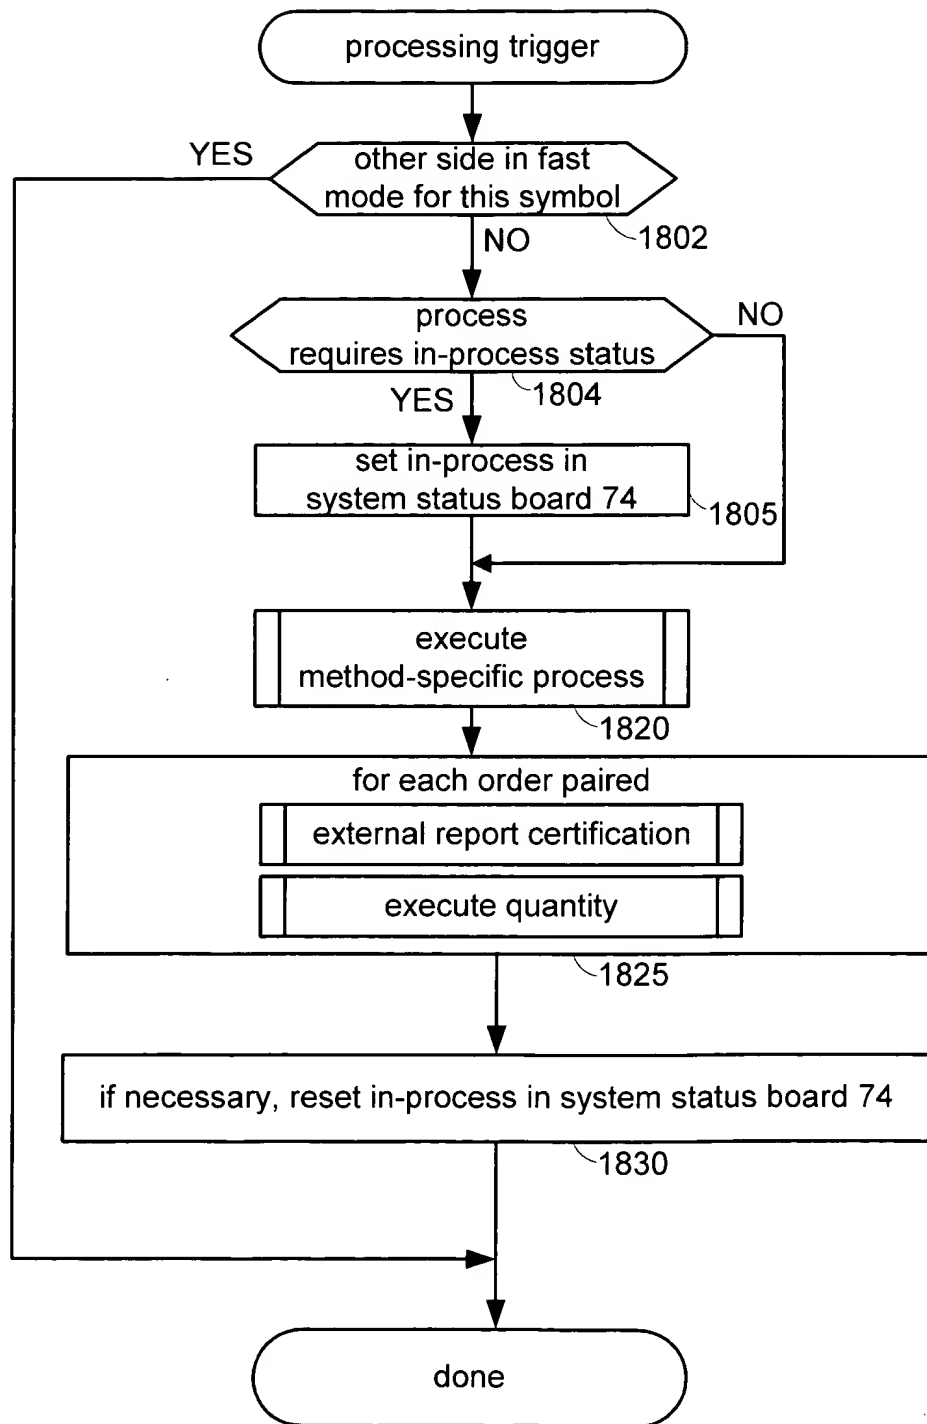 processing trigger
YES
other side in fast
mode for this symbol
1802
NO
process
requires in-process status
NO
1804
YES
set in-process in
system status board 74
1805
execute
method-specific process
1820
for each order paired
external report certification
execute quantity
1825
if necessary, reset in-process in system status board 74
1830
done